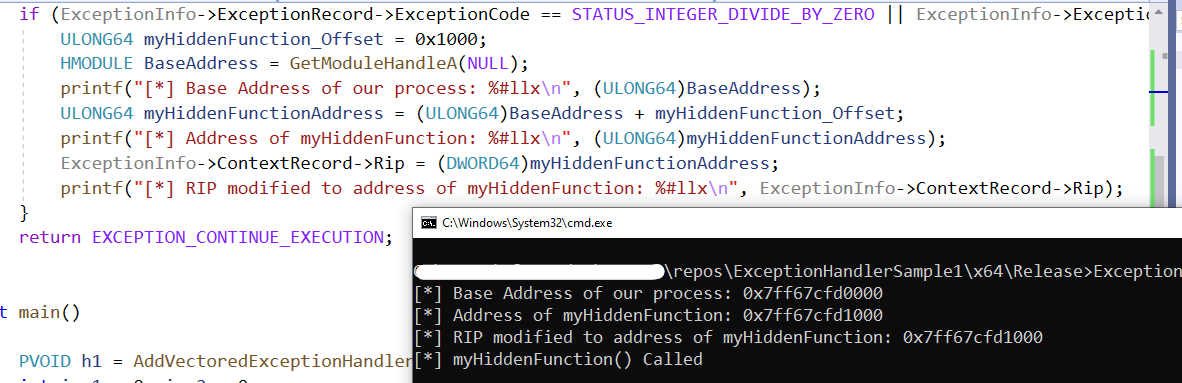 if (ExceptionInfo->ExceptionRecord->ExceptionCode == STATUS_INTEGER_DIVIDE_BY_ZERO || ExceptionInfo->Exceptio
ULONG64 myHiddenFunction_Offset = 0x1000;
HMODULE BaseAddress = GetModuleHandleA(NULL);
printf("[*] Base Address of our process: %#llx\n", (ULONG64)BaseAddress);
ULONG64 myHiddenFunctionAddress = (ULONG64)BaseAddress + myHiddenFunction_Offset;
printf("[*] Address of myHiddenFunction: %#llx\n", (ULONG64)myHiddenFunctionAddress);
ExceptionInfo->ContextRecord->Rip = (DWORD64)myHiddenFunctionAddress;
printf("[*] RIP modified to address of myHiddenFunction: %#llx\n", ExceptionInfo->ContextRecord->Rip);
}
return EXCEPTION_CONTINUE_EXECUTION;
t main()
PVOID h1 = AddVectoredExceptionHandler
C:\Windows\System32\cmd.exe
\repos\ExceptionHandlerSample1\x64\Release>Exception
[*] Base Address of our process: 0x7ff67cfd0000
[*] Address of myHiddenFunction: 0x7ff67cfd1000
[*] RIP modified to address of myHiddenFunction: 0x7ff67cfd1000
[*] myHiddenFunction() Called